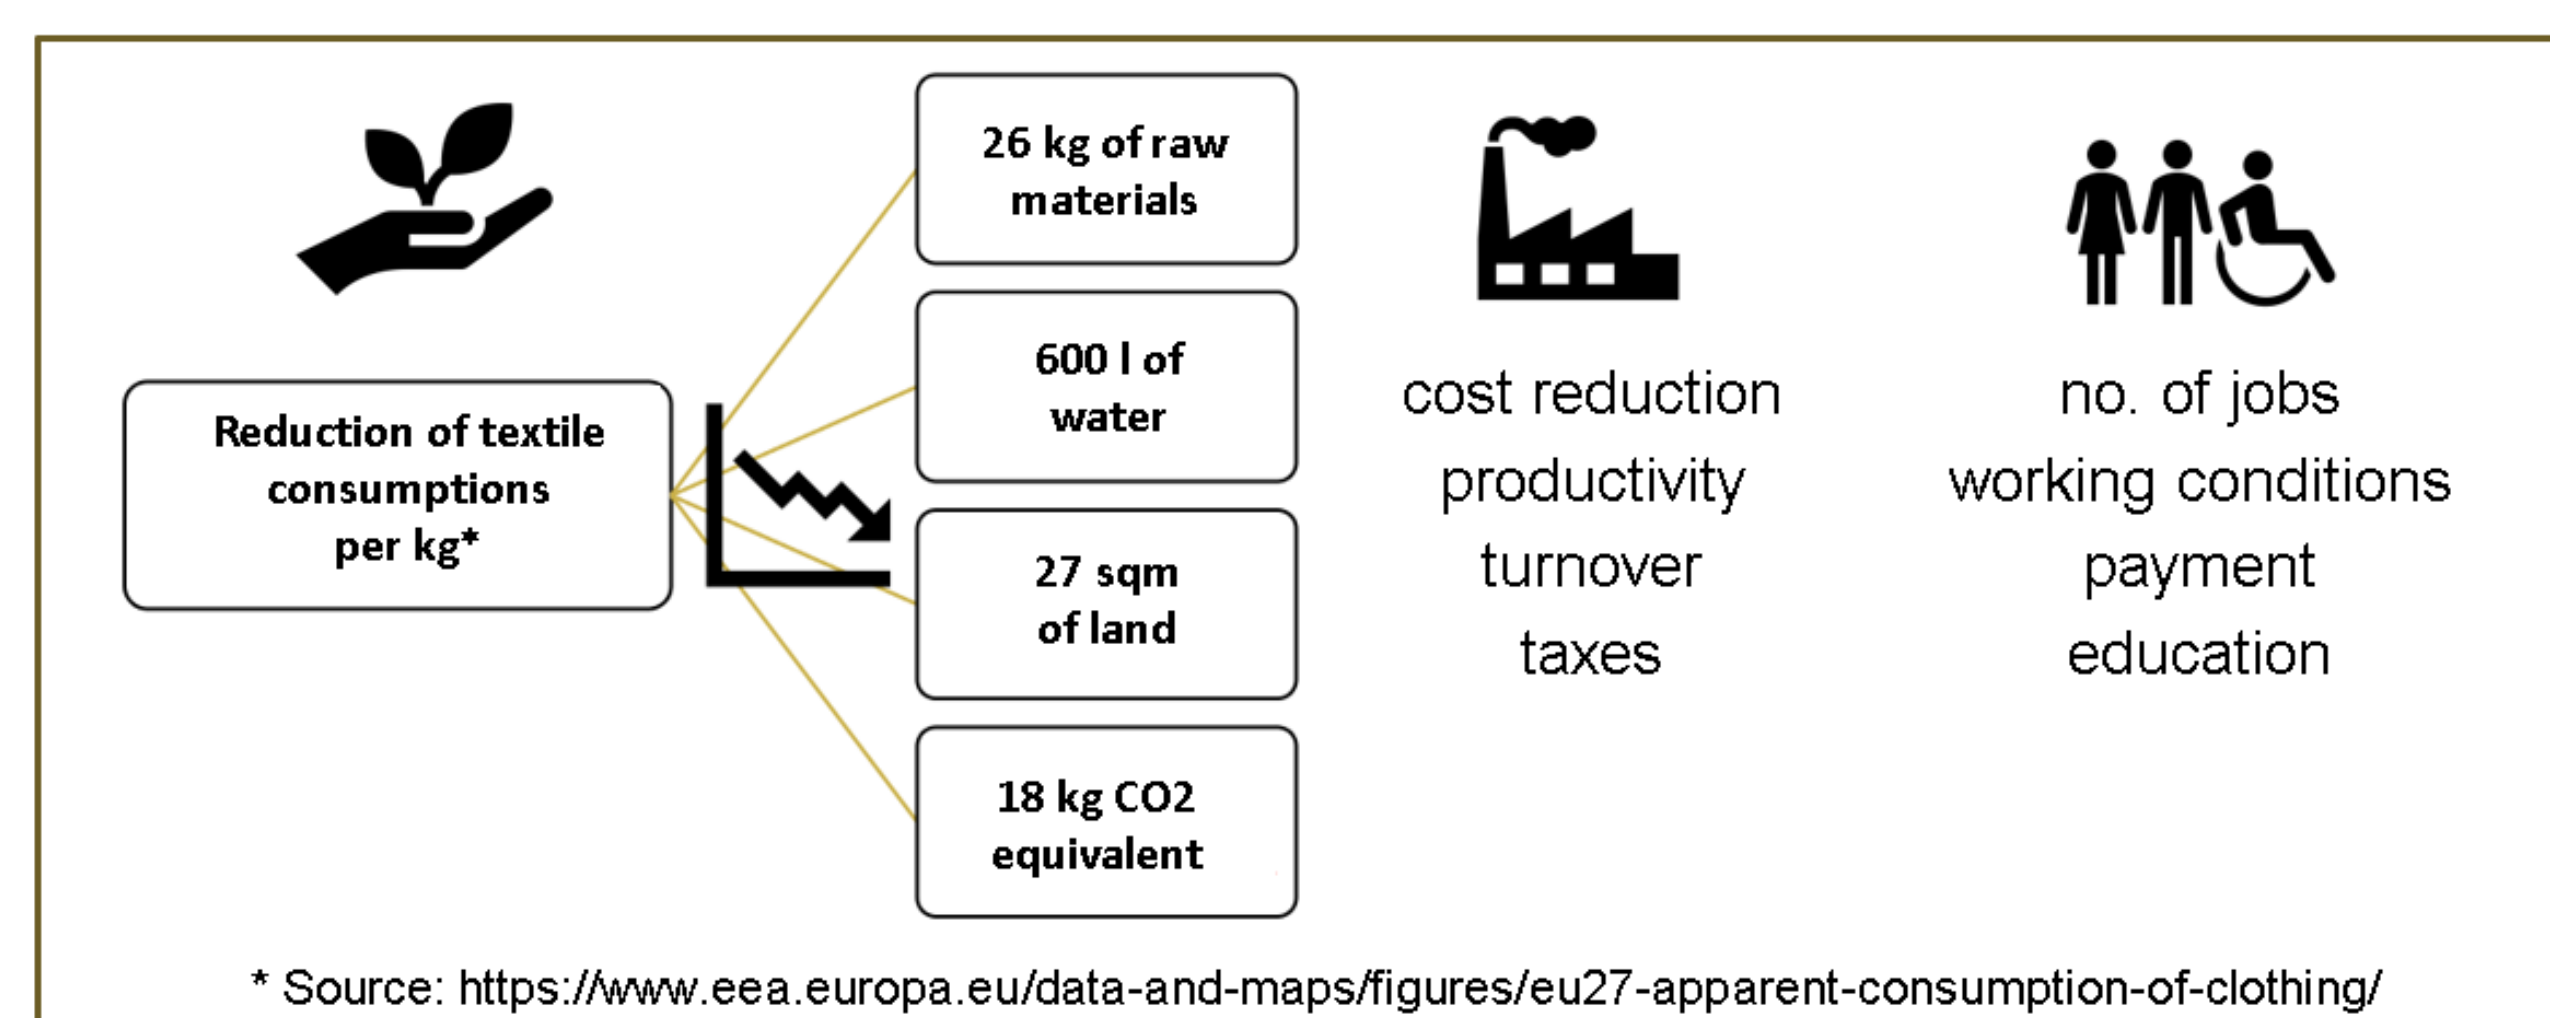 Reduction of textile
consumptions
per kg*
26 kg of raw
materials
600 l of
water
27 sqm
of land
18 kg CO2
equivalent
cost reduction
productivity
turnover
taxes
no. of jobs
working conditions
payment
education
* Source: https://www.eea.europa.eu/data-and-maps/figures/eu27-apparent-consumption-of-clothing/